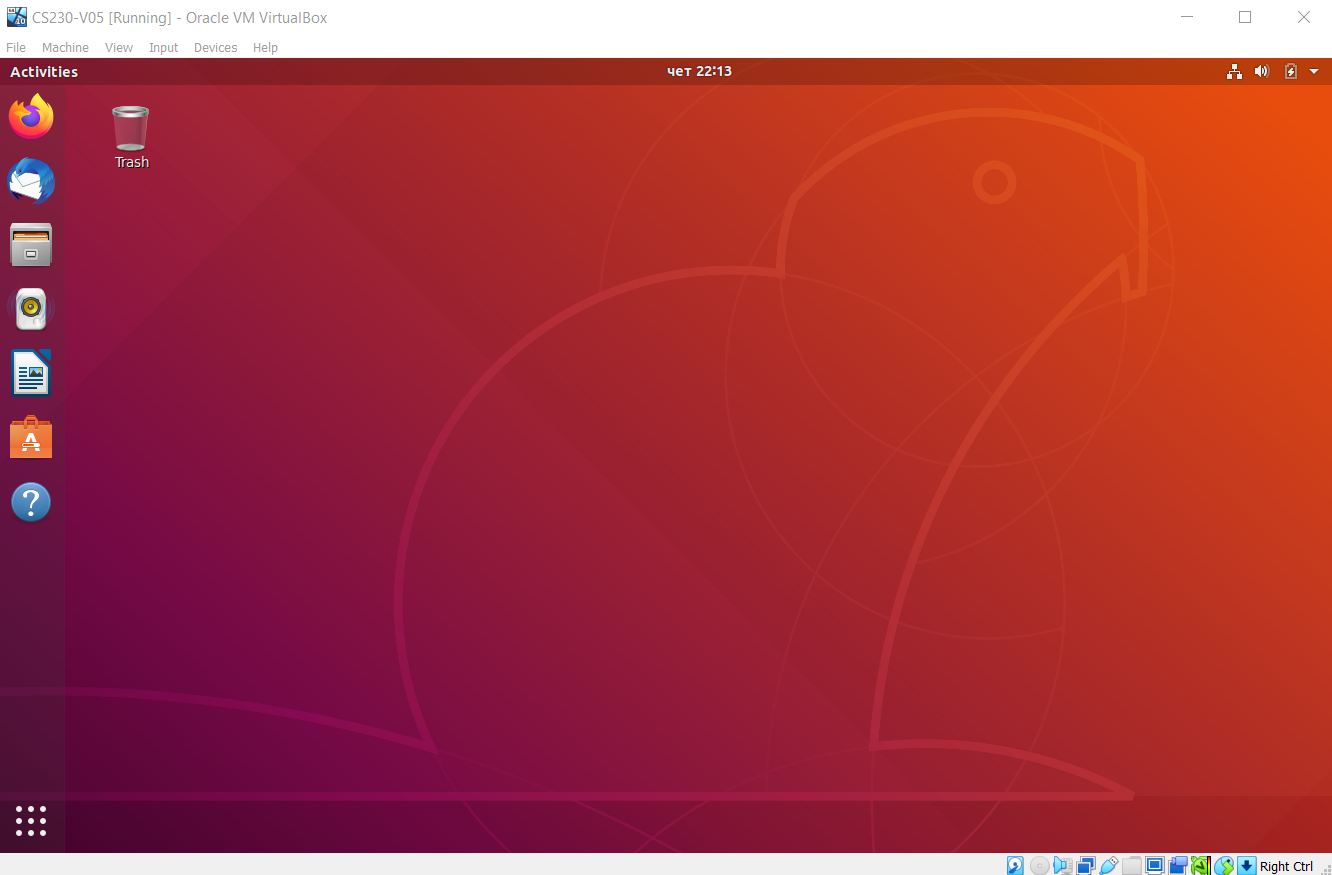 CS230-V05 [Running] - Oracle VM VirtualBox
File Machine View Input Devices Help
Activities
чет 22:13
Trash
Right Ctrl